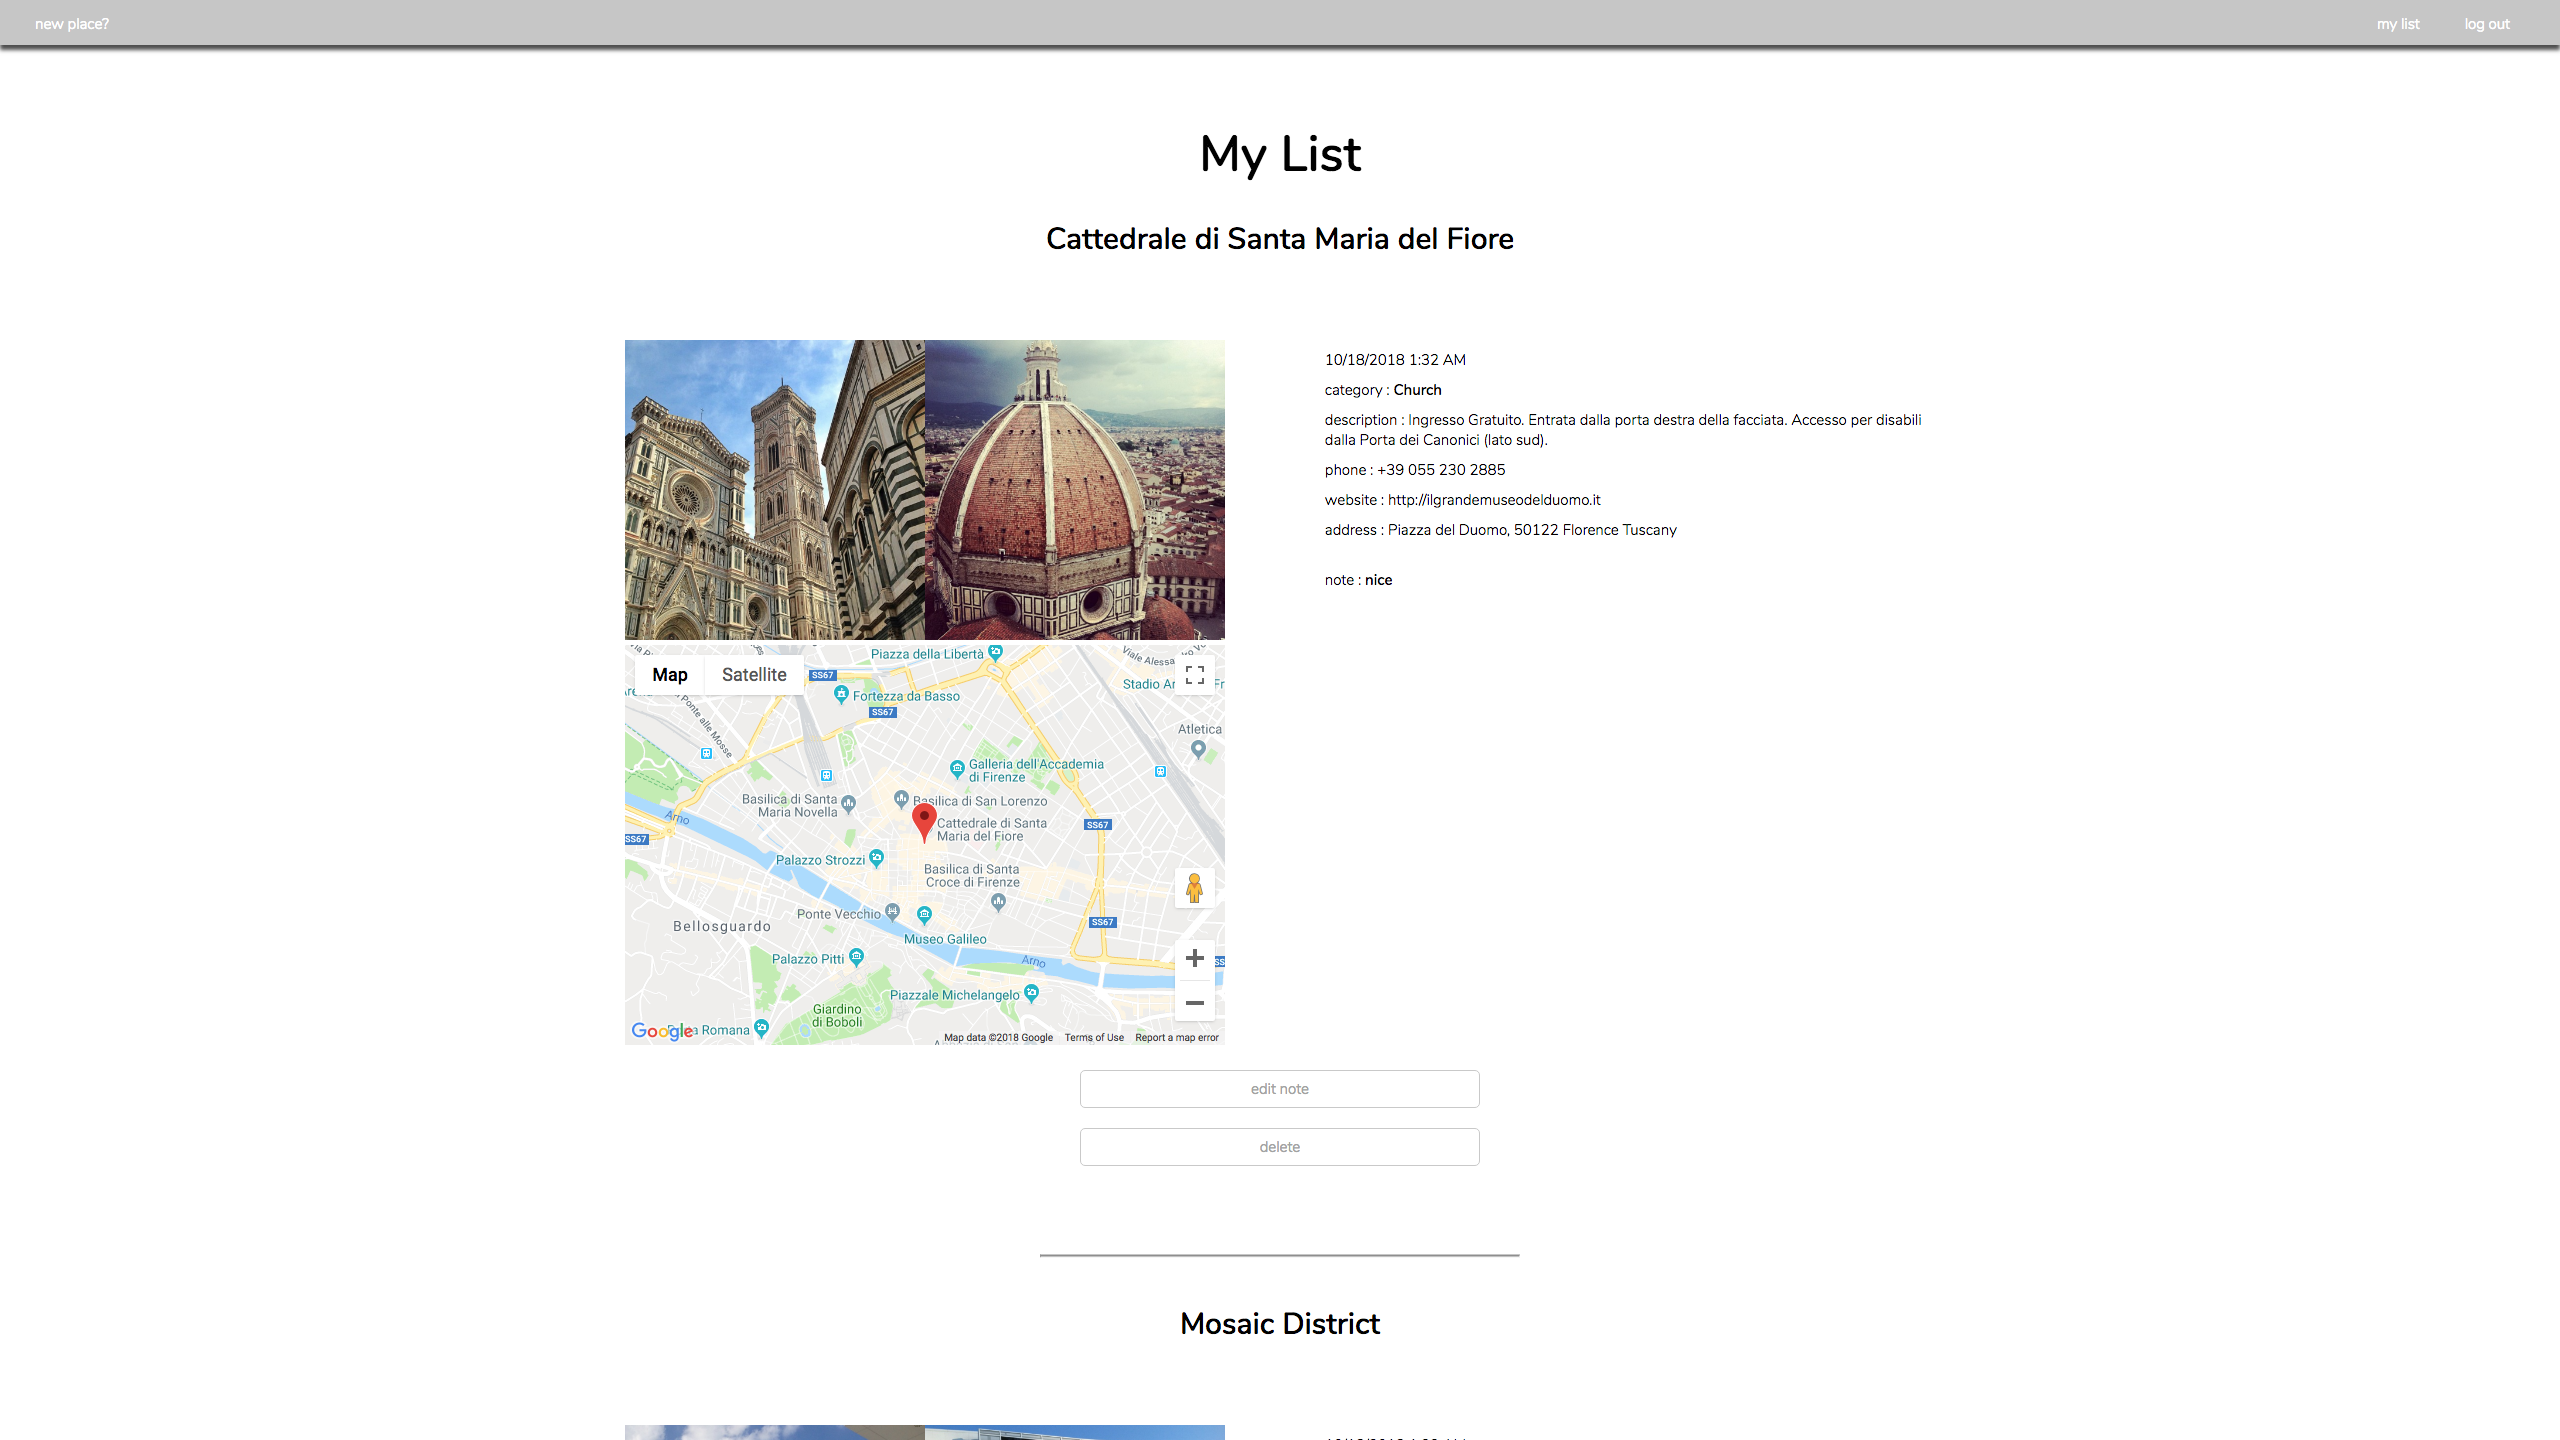 new place?
my list
log out
My List
Cattedrale di Santa Maria del Fiore
10/18/2018 1:32 AM
category : Church
description : Ingresso Gratuito. Entrata dalla porta destra della facciata. Accesso per disabili
dalla Porta dei Canonici (lato sud).
phone : +39 055 230 2885
website : http://ilgrandemuseodelduomo.it
address : Piazza del Duomo, 50122 Florence Tuscany
note : nice
Map
Satellite
SS67
Piazza della Libertà
Viale Aless
Stadio Ar
Fr
Fortezza da Basso
SS67
Ponte alle Mosse
Atletica
Galleria dell'Accademia
di Firenze
Basilica di Santa
Maria Novella
Basilica di San Lorenzo
Arno
Cattedrale di Santa
Maria del Fiore
SS67
SS67
Palazzo Strozzi
Basilica di Santa
Croce di Firenze
Ponte Vecchio
SS67
Bellosguardo
Museo Galileo
Palazzo Pitti
Arno
SS
Piazzale Michelangelo
Giardino
di Boboli
Google
a Romana
Map data ©2018 Google
Terms of Use
Report a map error
edit note
delete
Mosaic District